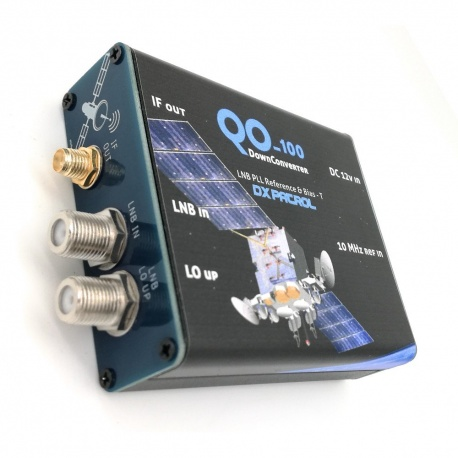 IF OUT
QO-100
DownConverter
LNB PLL Reference & Bias-T
DX PATROL
DC 12v in
LNB in
LO up
10 MHz REF in
IF
OUT
LNB IN
LNB
LO UP